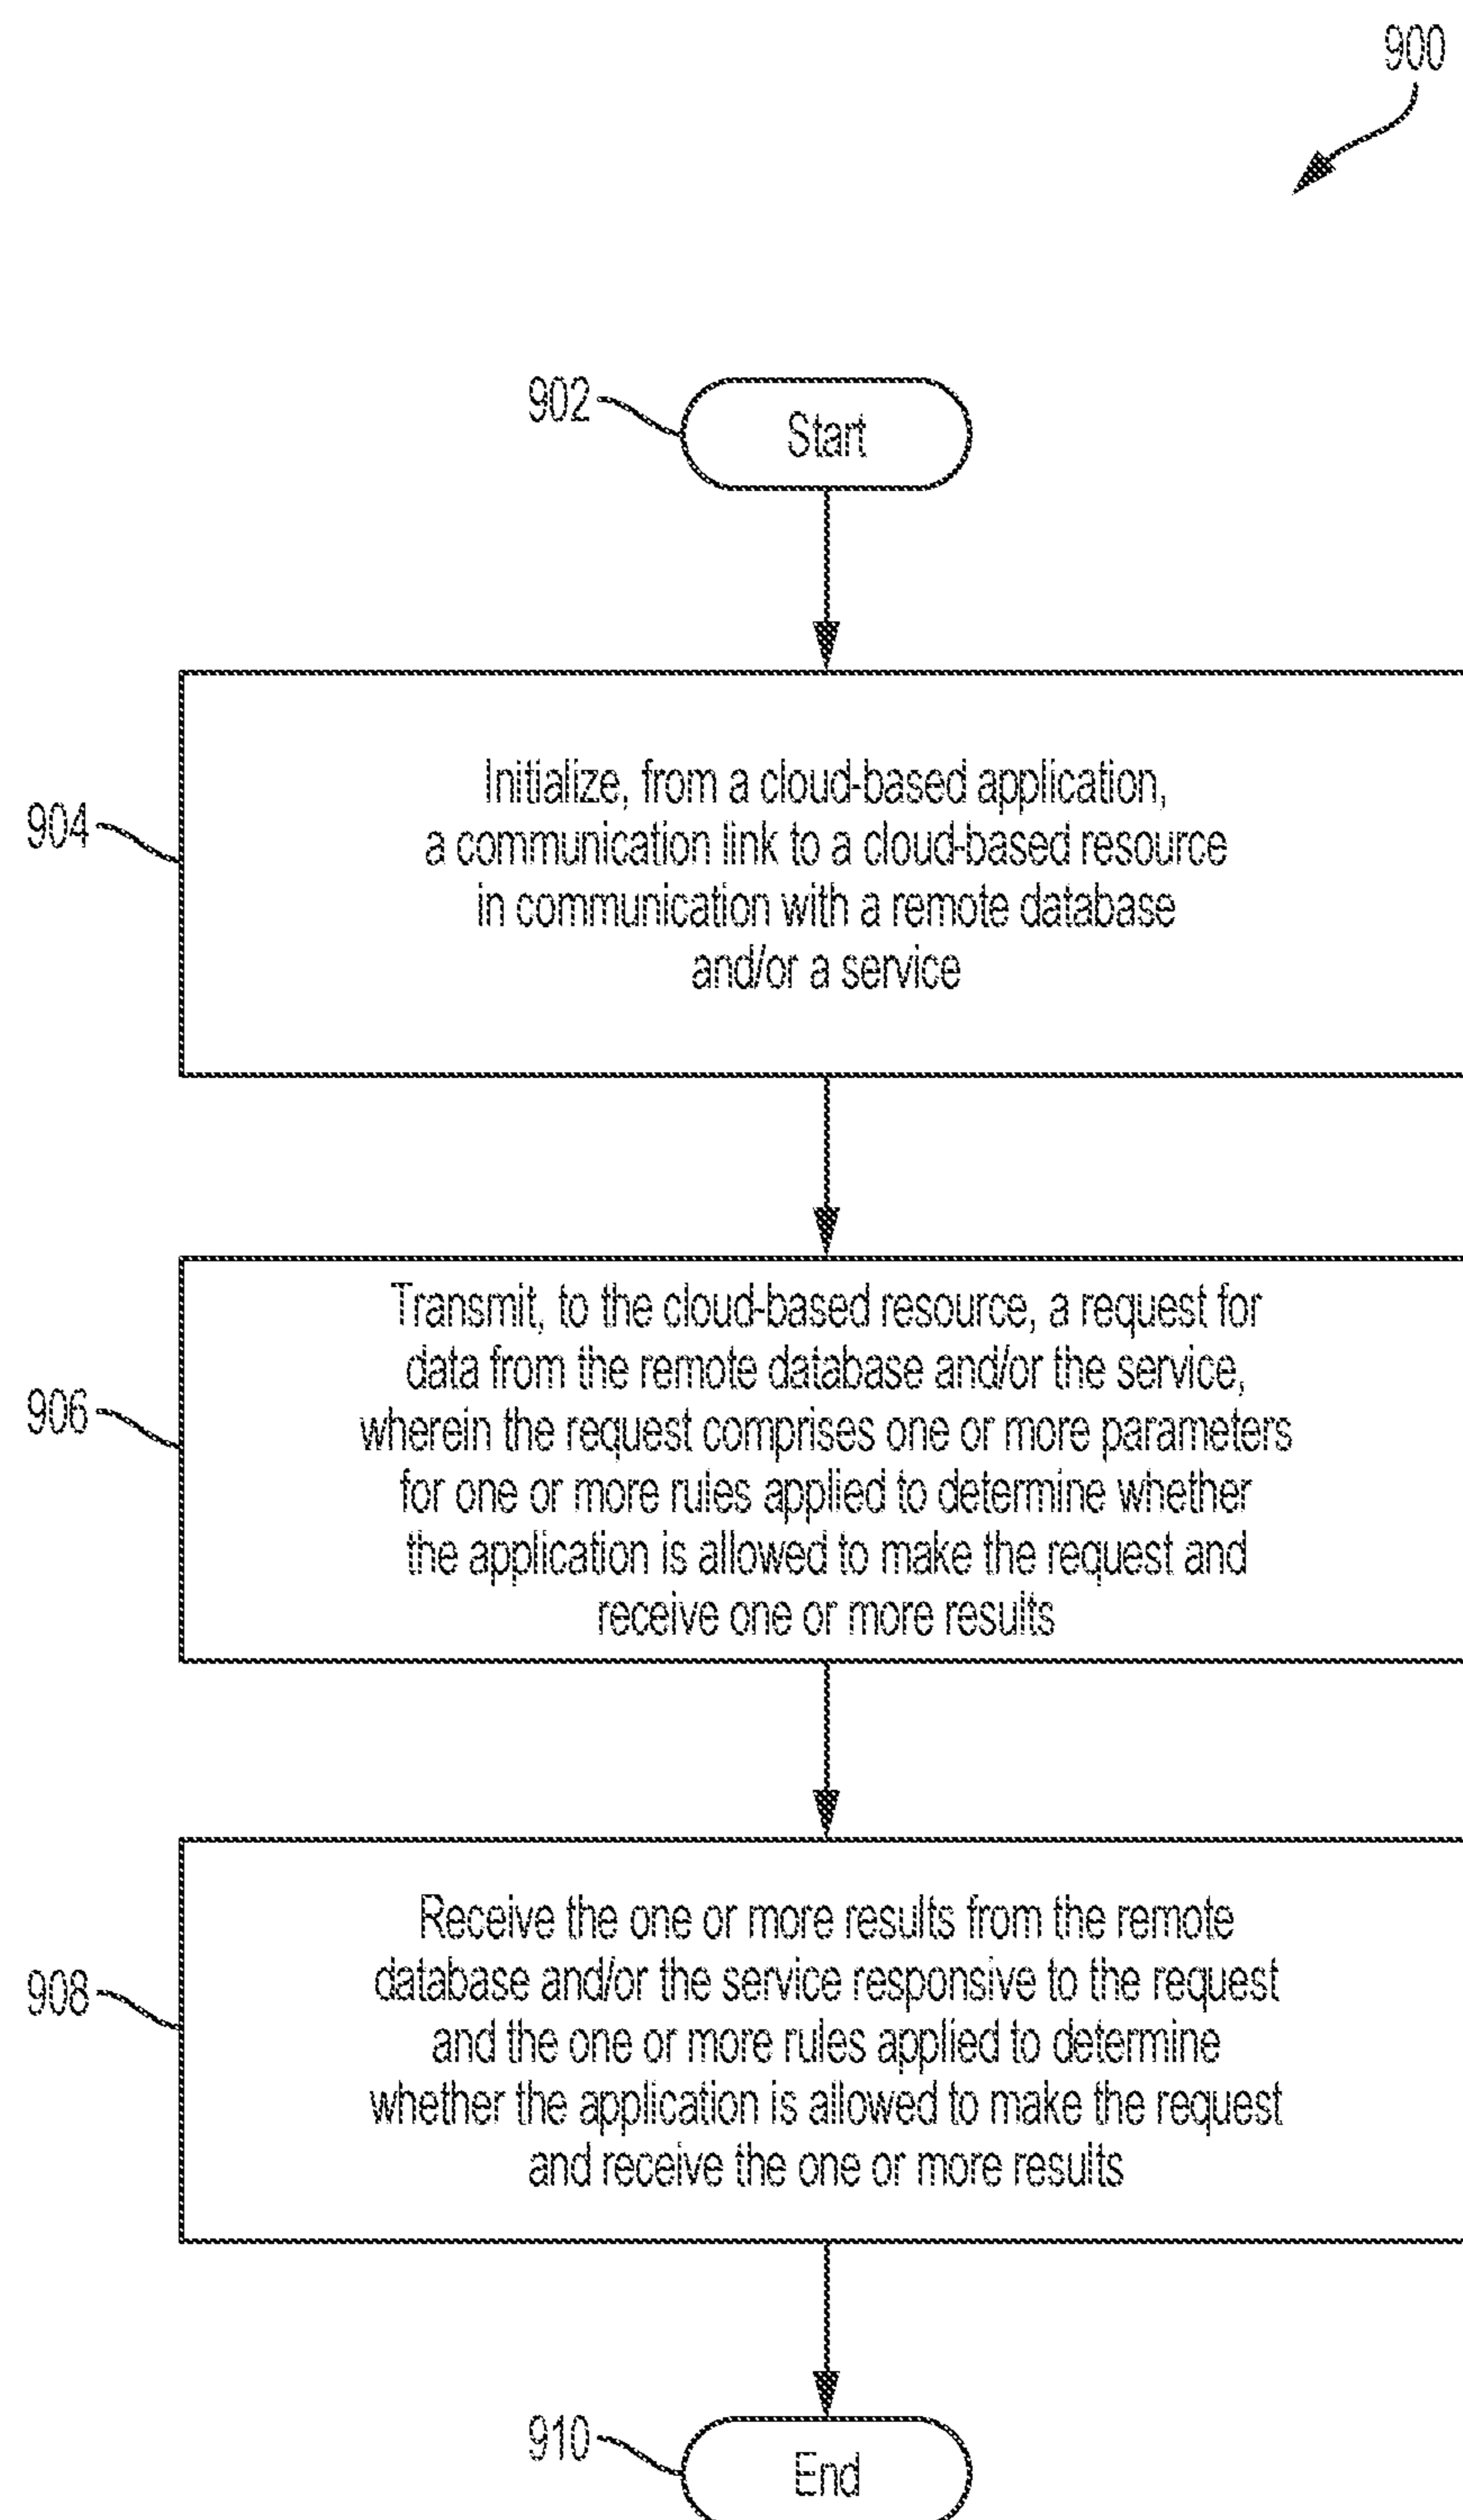 900
902
Start
904
Initialize, from a cloud-based application,
a communication link to a cloud-based resource
in communication with a remote database
and/or a service
906
Transmit, to the cloud-based resource, a request for
data from the remote database and/or the service,
wherein the request comprises one or more parameters
for one or more rules applied to determine whether
the application is allowed to make the request and
receive one or more results
908
Receive the one or more results from the remote
database and/or the service responsive to the request
and the one or more rules applied to determine
whether the application is allowed to make the request
and receive the one or more results
910
End